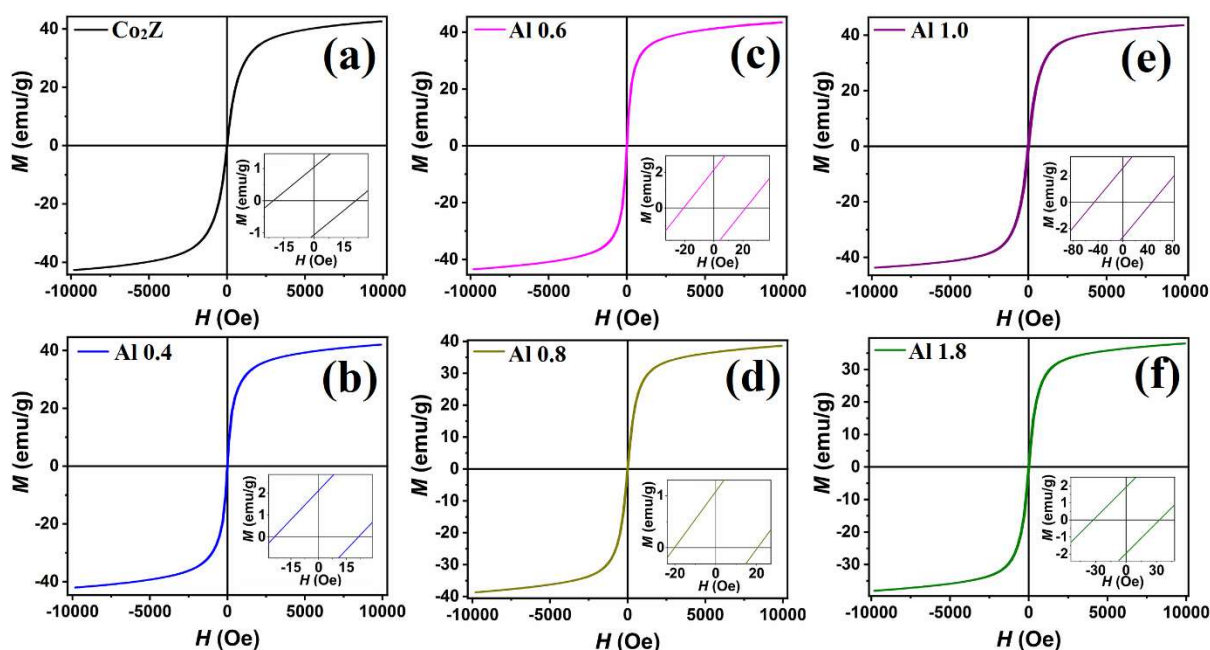 Co₂Z
(a)
M (emu/g)
40
20
0
-20
-40
-10000 -5000 0 5000 10000
H (Oe)
M (emu/g)
1
0
-1
-15 0 15
H (Oe)
Al 0.6
(c)
M (emu/g)
40
20
0
-20
-40
-10000 -5000 0 5000 10000
H (Oe)
M (emu/g)
2
0
-20 0 20
H (Oe)
Al 1.0
(e)
M (emu/g)
40
20
0
-20
-40
-10000 -5000 0 5000 10000
H (Oe)
M (emu/g)
2
0
-2
-80 -40 0 40 80
H (Oe)
Al 0.4
(b)
M (emu/g)
40
20
0
-20
-40
-10000 -5000 0 5000 10000
H (Oe)
M (emu/g)
2
1
0
-15 0 15
H (Oe)
Al 0.8
(d)
M (emu/g)
40
30
20
10
0
-10
-20
-30
-40
-10000 -5000 0 5000 10000
H (Oe)
M (emu/g)
1
0
-20 0 20
H (Oe)
Al 1.8
(f)
M (emu/g)
30
20
10
0
-10
-20
-30
-10000 -5000 0 5000 10000
H (Oe)
M (emu/g)
2
1
0
-1
-2
-30 0 30
H (Oe)